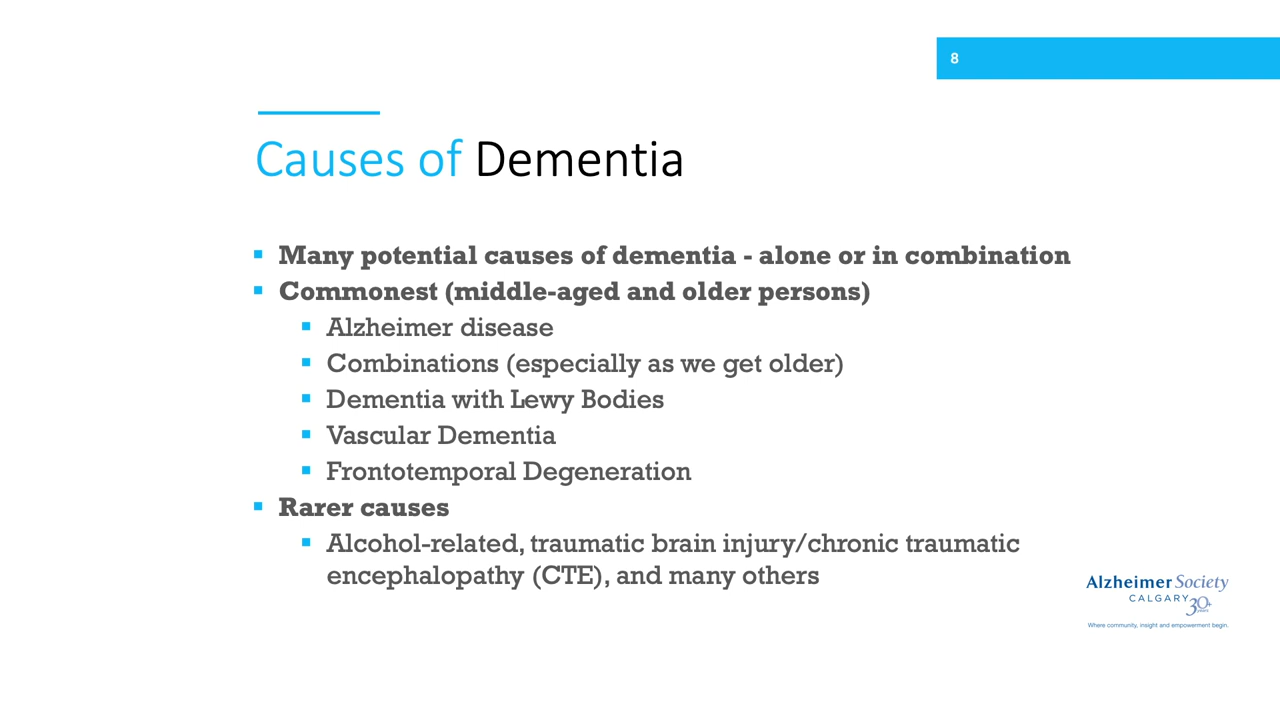 8
Causes of Dementia
Many potential causes of dementia - alone or in combination
Commonest (middle-aged and older persons)
Alzheimer disease
Combinations (especially as we get older)
Dementia with Lewy Bodies
Vascular Dementia
Frontotemporal Degeneration
Rarer causes
Alcohol-related, traumatic brain injury/chronic traumatic
encephalopathy (CTE), and many others
Alzheimer Society
CALGARY
30+
years
Where community, insight and empowerment begin.